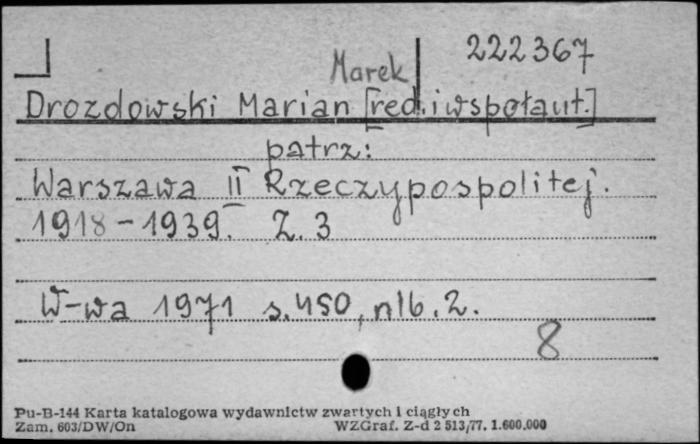 222367
Marek
Drozdowski Marian [red. i współaut.]
patrz:
Warszawa II Rzeczypospolitej.
1918-1939. Z. 3
W-wa 1971 s. 450, nlb. 2.
8
Pu-B-144 Karta katalogowa wydawnictw zwartych i ciągłych
Zam. 603/DW/On WZGraf. Z-d 2 513/77. 1.600.000